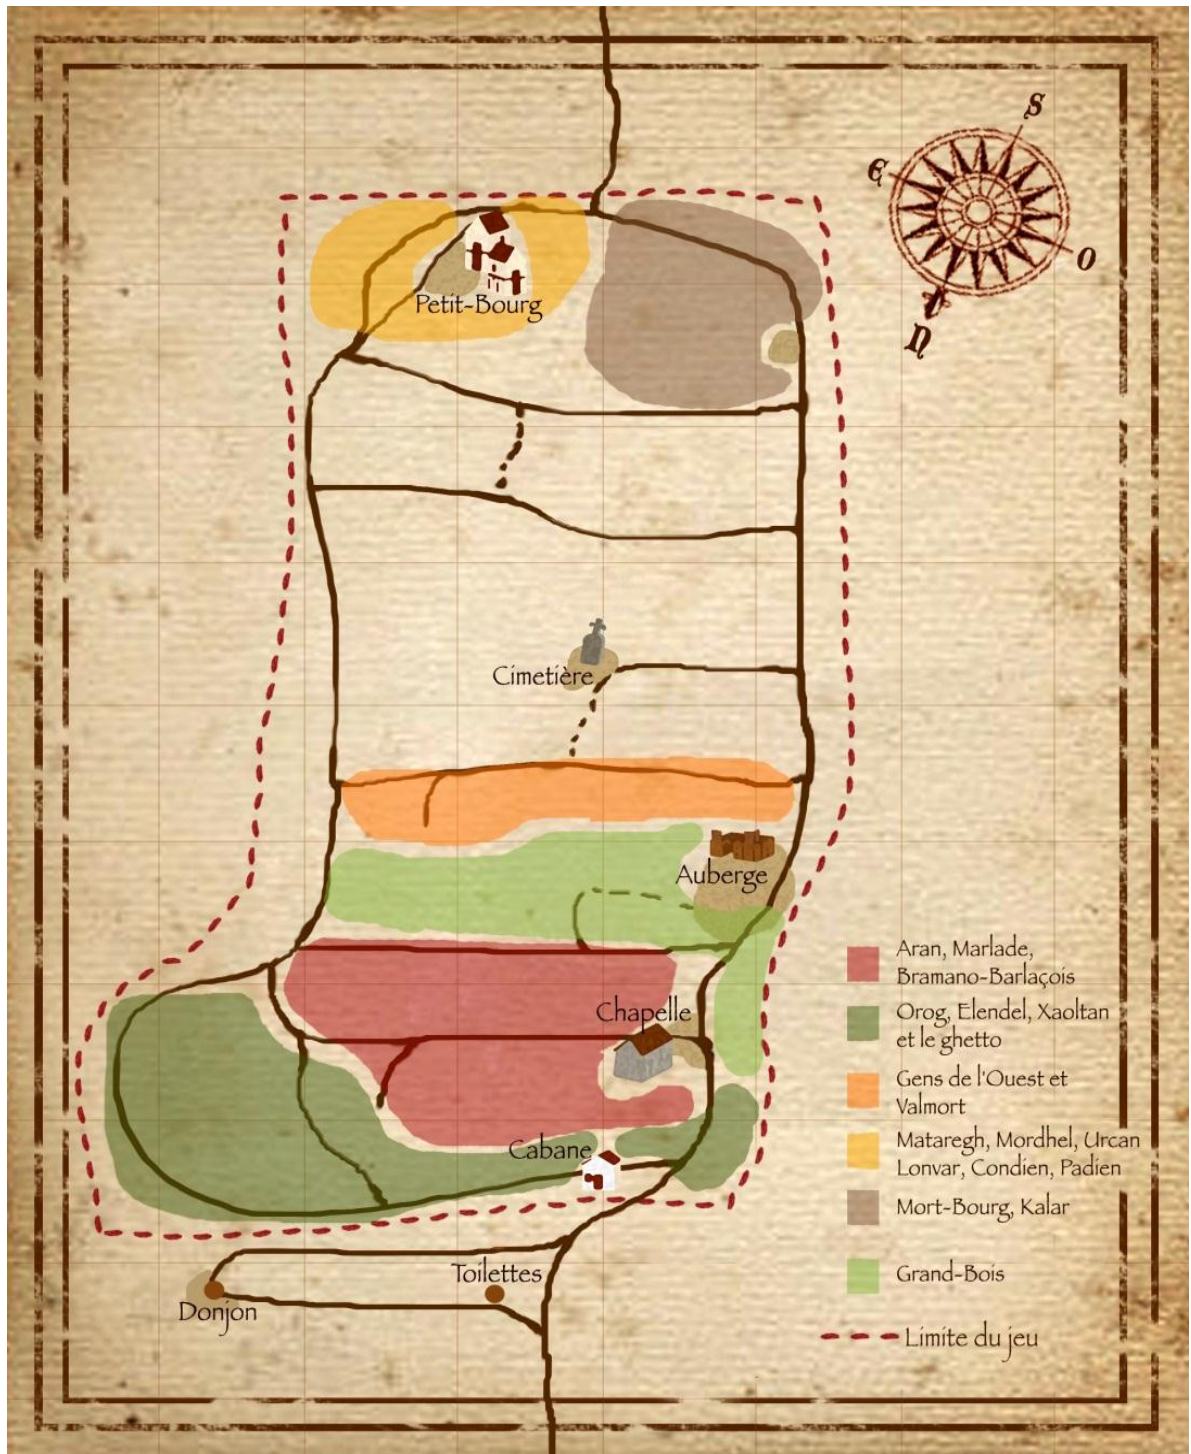 S
E
O
N
Petit-Bourg
Cimetière
Auberge
Chapelle
Cabane
Toilettes
Donjon
Aran, Marlade,
Bramano-Barlaçois
Orog, Elendel, Xaoltan
et le ghetto
Gens de l'Ouest et
Valmort
Mataregh, Mordhel, Urcan
Lonvar, Condien, Padien
Mort-Bourg, Kalar
Grand-Bois
Limite du jeu